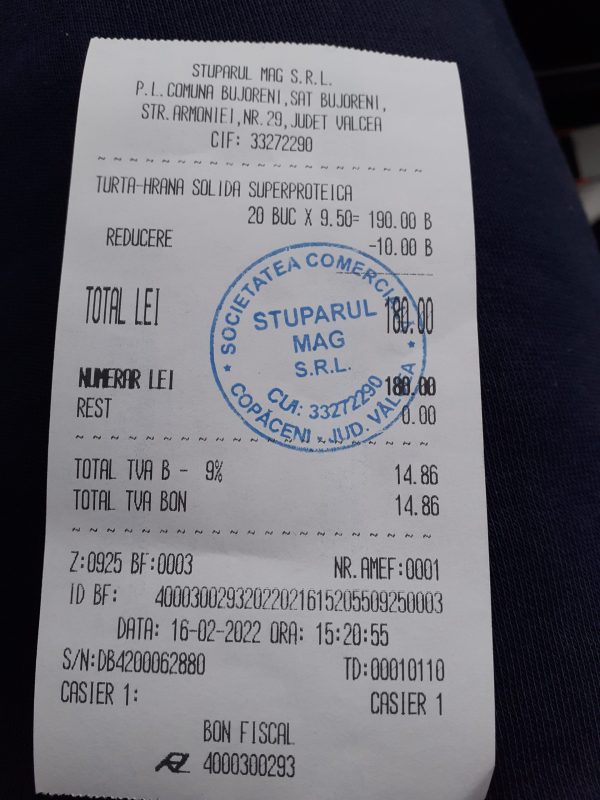 STUPARUL MAG S.R.L.
P.L. COMUNA BUJORENI, SAT BUJORENI,
STR. ARMONIEI, NR. 29, JUDET VALCEA
CIF: 33272290
~ ~ ~ ~ ~ ~ ~ ~ ~ ~ ~ ~ ~ ~ ~ ~ ~ ~ ~ ~
TURTA-HRANA SOLIDA SUPERPROTEICA
20 BUC X 9.50= 190.00 B
REDUCERE -10.00 B
TOTAL LEI 180.00
SOCIETATEA COMERCIALA
STUPARUL
MAG
S.R.L.
CUI: 33272290
COPĂCENI - JUD. VÂLCEA
NUMERAR LEI 180.00
REST 0.00
~ ~ ~ ~ ~ ~ ~ ~ ~ ~ ~ ~ ~ ~ ~ ~ ~ ~ ~ ~
TOTAL TVA B - 9% 14.86
TOTAL TVA BON 14.86
~ ~ ~ ~ ~ ~ ~ ~ ~ ~ ~ ~ ~ ~ ~ ~ ~ ~ ~ ~
Z:0925 BF:0003 NR.AMEF:0001
ID BF: 40003002932022021615205509250003
DATA: 16-02-2022 ORA: 15:20:55
S/N:DB4200062880 TD:00010110
CASIER 1: CASIER 1
BON FISCAL
4000300293